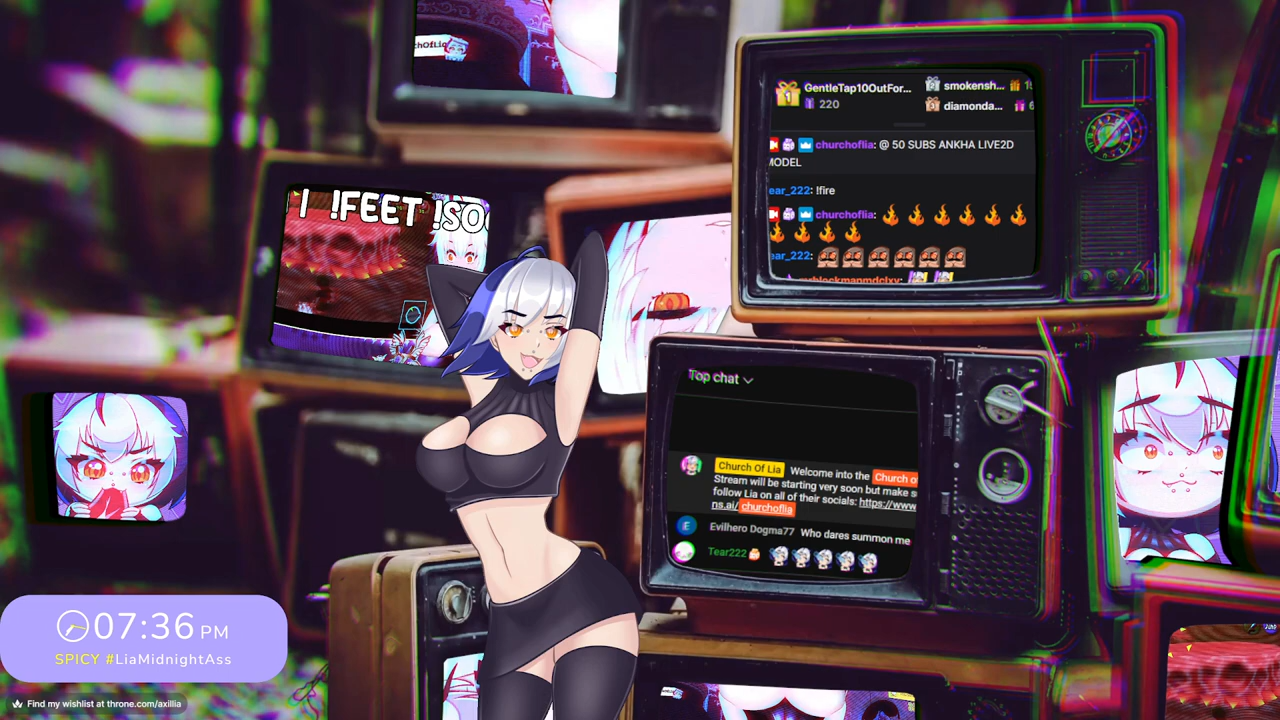 GentleTap10OutFor...
220
smokensh...
diamonda...
churchoflia: @ 50 SUBS ANKHA LIVE2D
MODEL
ear_222: !fire
churchoflia:
ear_222:
I !FEET !SO
Top chat
Church Of Lia Welcome into the Church o
Stream will be starting very soon but make s
follow Lia on all of their socials: https://www
ns.ai/churchoflia
Evilhero Dogma77 Who dares summon me
Tear222
07:36 PM
SPICY #LiaMidnightAss
Find my wishlist at throne.com/axillia